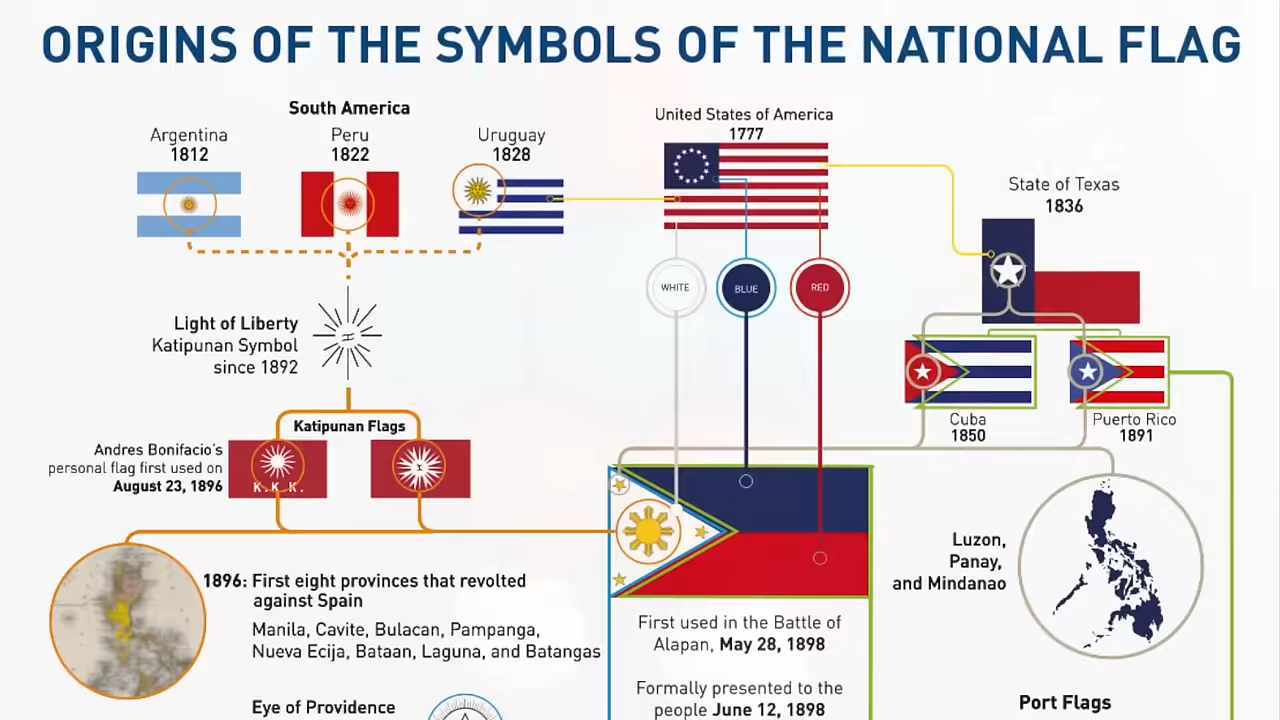 ORIGINS OF THE SYMBOLS OF THE NATIONAL FLAG
South America
Argentina
1812
Peru
1822
Uruguay
1828
United States of America
1777
State of Texas
1836
WHITE
BLUE
RED
Light of Liberty
Katipunan Symbol
since 1892
Katipunan Flags
Andres Bonifacio's
personal flag first used on
August 23, 1896
K. K. K.
Cuba
1850
Puerto Rico
1891
Luzon,
Panay,
and Mindanao
1896: First eight provinces that revolted
against Spain
Manila, Cavite, Bulacan, Pampanga,
Nueva Ecija, Bataan, Laguna, and Batangas
First used in the Battle of
Alapan, May 28, 1898
Formally presented to the
people June 12, 1898
Eye of Providence
Port Flags